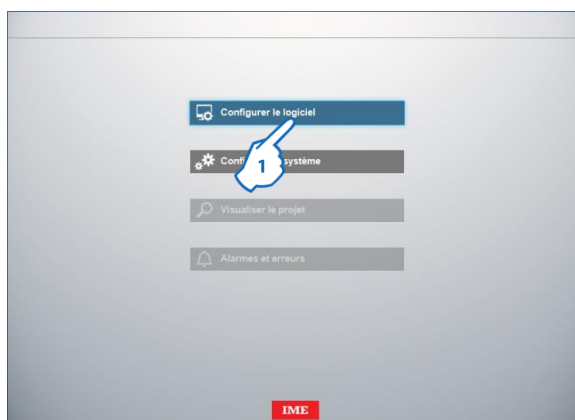 Configurer le logiciel
1
système
Visualiser le projet
Alarmes et erreurs
IME